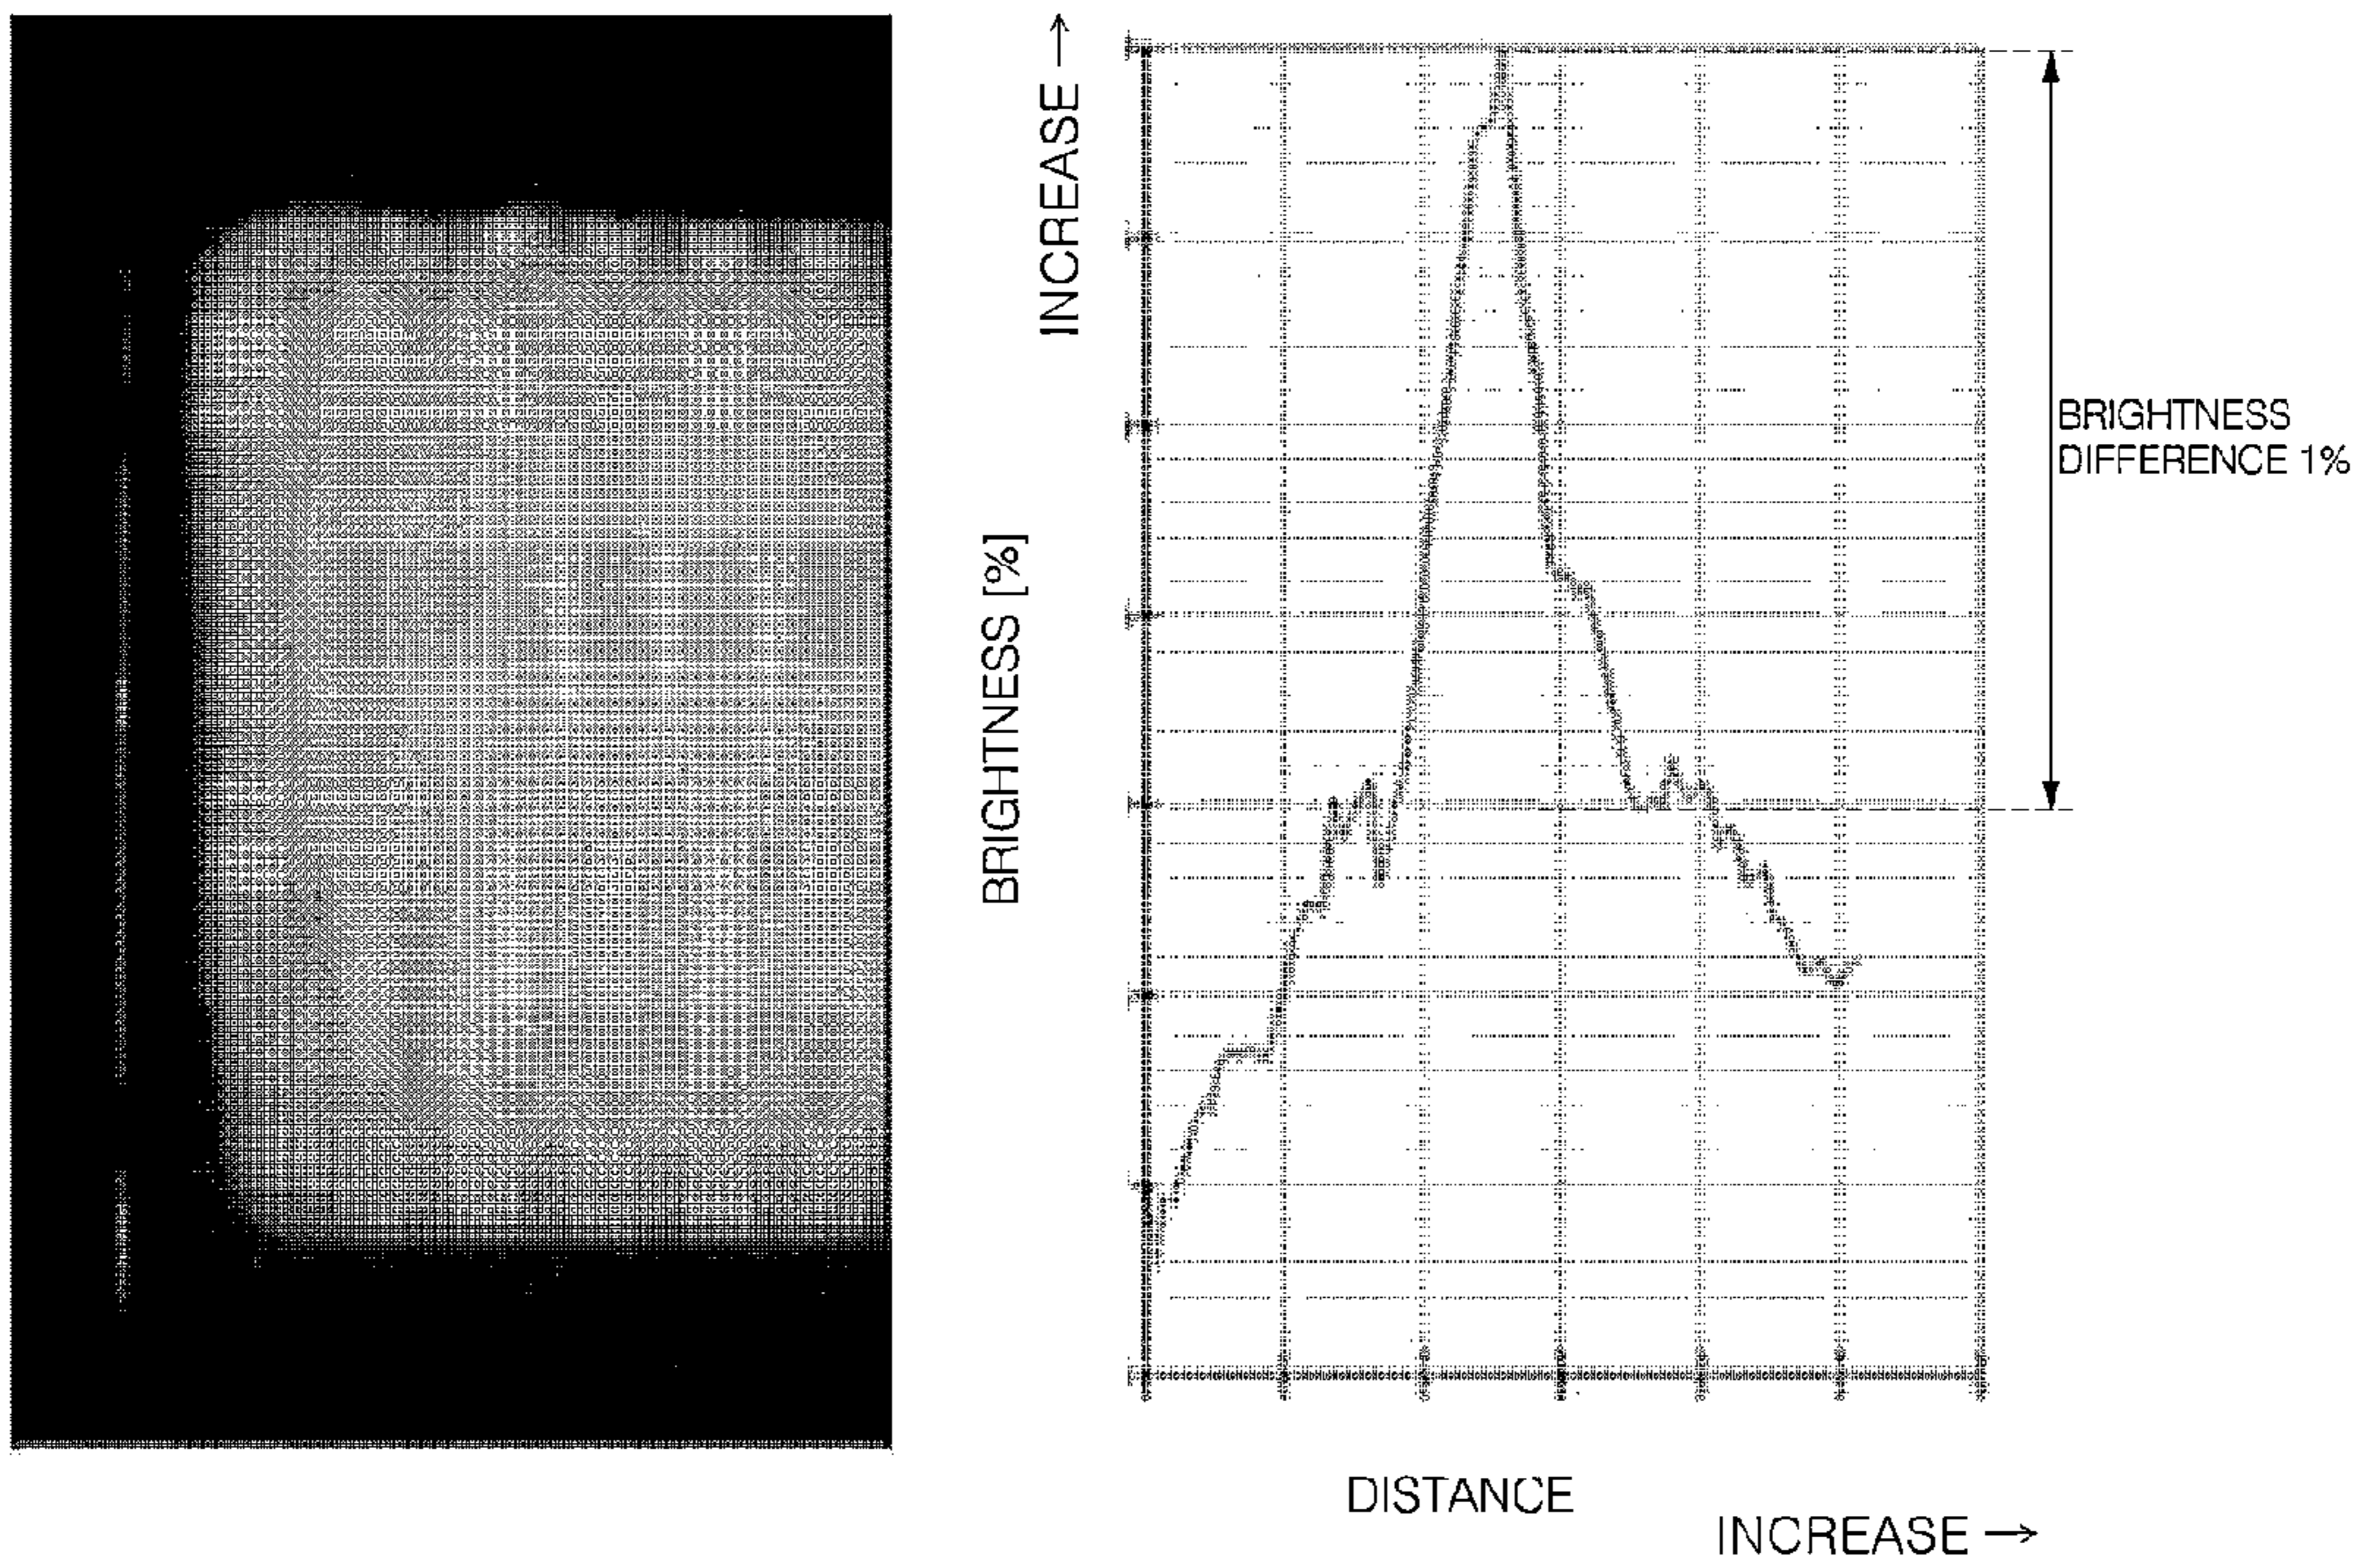 INCREASE →
BRIGHTNESS [%]
BRIGHTNESS
DIFFERENCE 1%
DISTANCE
INCREASE →